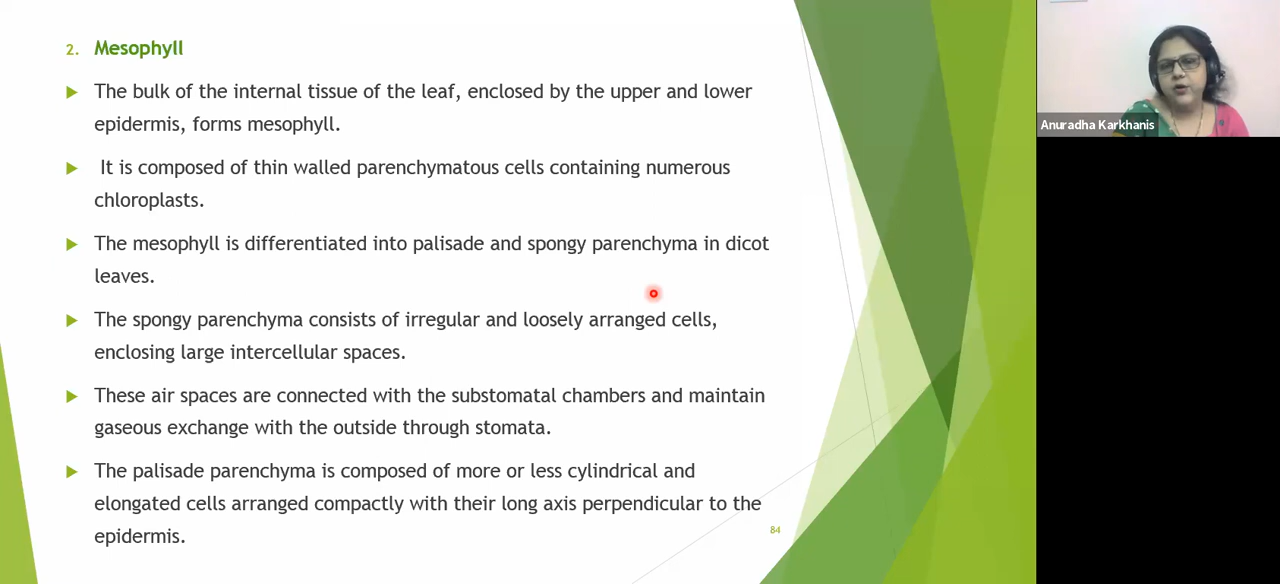 2. Mesophyll
The bulk of the internal tissue of the leaf, enclosed by the upper and lower
epidermis, forms mesophyll.
It is composed of thin walled parenchymatous cells containing numerous
chloroplasts.
The mesophyll is differentiated into palisade and spongy parenchyma in dicot
leaves.
The spongy parenchyma consists of irregular and loosely arranged cells,
enclosing large intercellular spaces.
These air spaces are connected with the substomatal chambers and maintain
gaseous exchange with the outside through stomata.
The palisade parenchyma is composed of more or less cylindrical and
elongated cells arranged compactly with their long axis perpendicular to the
epidermis.
84
Anuradha Karkhanis